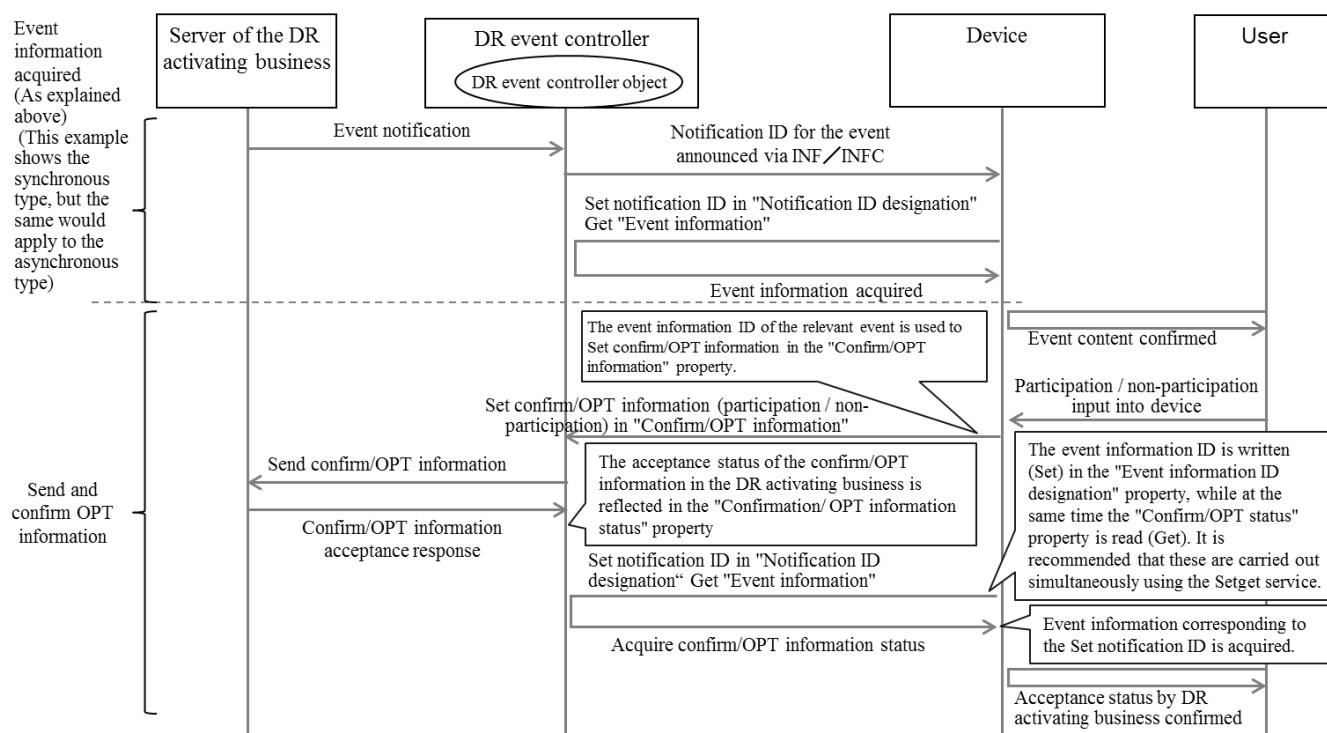 Event
information
acquired
(As explained
above)
(This example
shows the
synchronous
type, but the
same would
apply to the
asynchronous
type)
Server of the DR
activating business
DR event controller
DR event controller object
Device
User
Event notification
Notification ID for the event
announced via INF／INFC
Set notification ID in "Notification ID designation"
Get "Event information"
Event information acquired
The event information ID of the relevant event is used to
Set confirm/OPT information in the "Confirm/OPT
information" property.
Event content confirmed
Participation / non-participation
input into device
Set confirm/OPT information (participation / non-
participation) in "Confirm/OPT information"
Send and
confirm OPT
information
Send confirm/OPT information
The acceptance status of the confirm/OPT
information in the DR activating business is
reflected in the "Confirmation/ OPT information
status" property
The event information ID is written
(Set) in the "Event information ID
designation" property, while at the
same time the "Confirm/OPT status"
property is read (Get). It is
recommended that these are carried out
simultaneously using the Setget service.
Confirm/OPT information
acceptance response
Set notification ID in "Notification ID
designation“ Get "Event information"
Acquire confirm/OPT information status
Event information corresponding to
the Set notification ID is acquired.
Acceptance status by DR
activating business confirmed